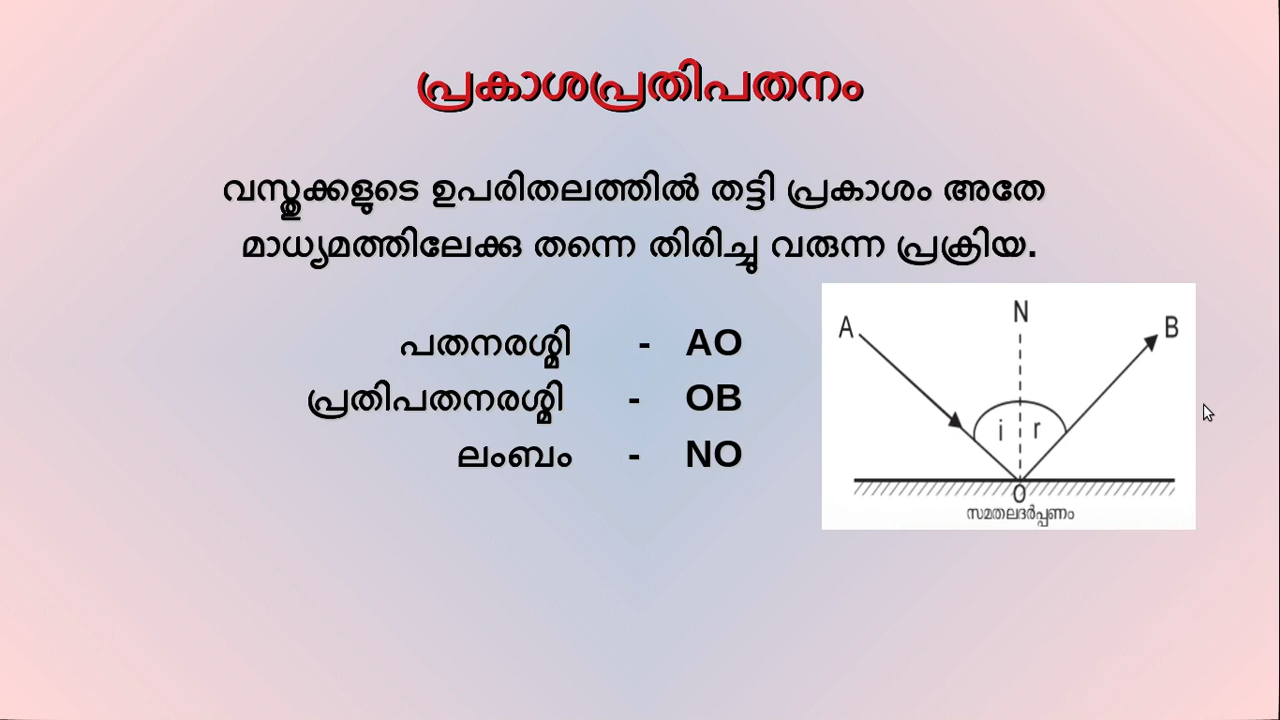 പ്രകാശപ്രതിപതനം
വസ്തുക്കളുടെ ഉപരിതലത്തിൽ തട്ടി പ്രകാശം അതേ
മാധ്യമത്തിലേക്കു തന്നെ തിരിച്ചു വരുന്ന പ്രക്രിയ.
പതനരശ്മി - AO
പ്രതിപതനരശ്മി - OB
ലംബം - NO
N
A B
i r
O
സമതലദർപ്പണം